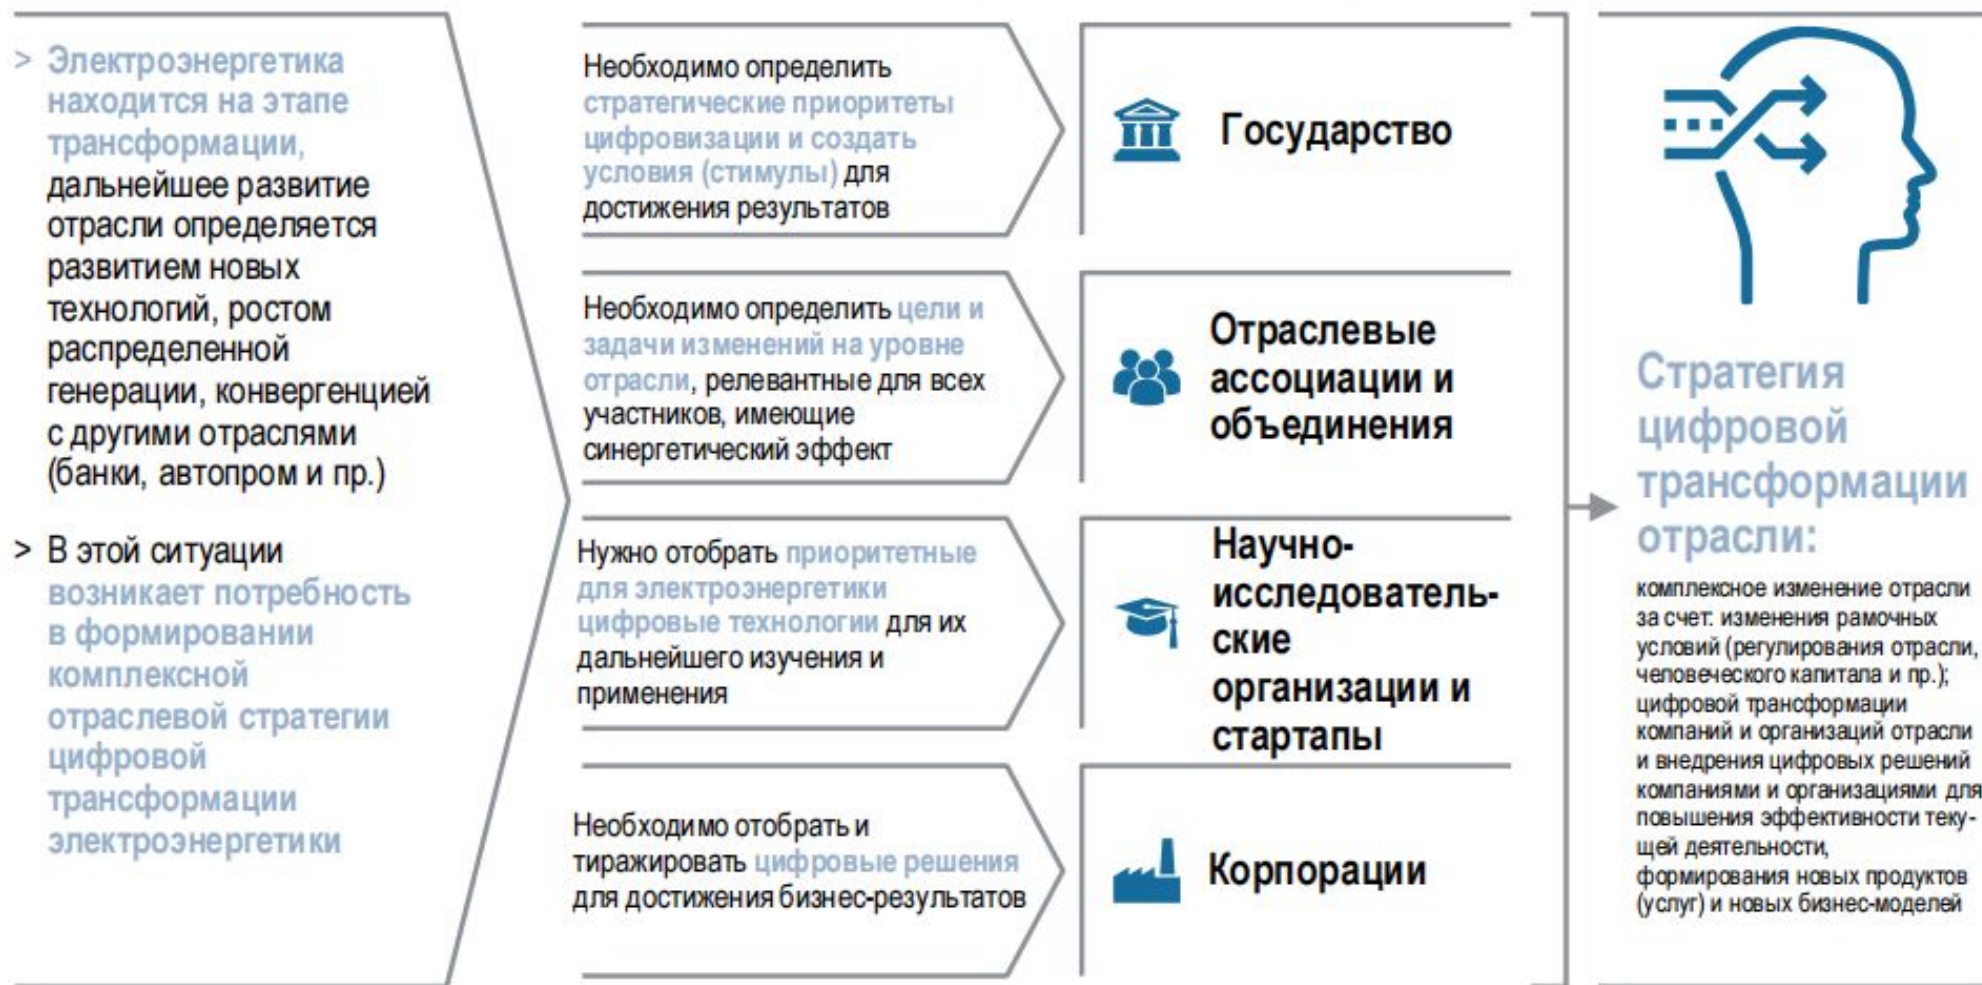 > Электроэнергетика
находится на этапе
трансформации,
дальнейшее развитие
отрасли определяется
развитием новых
технологий, ростом
распределенной
генерации, конвергенцией
с другими отраслями
(банки, автопром и пр.)
> В этой ситуации
возникает потребность
в формировании
комплексной
отраслевой стратегии
цифровой
трансформации
электроэнергетики
Необходимо определить
стратегические приоритеты
цифровизации и создать
условия (стимулы) для
достижения результатов
Государство
Необходимо определить цели и
задачи изменений на уровне
отрасли, релевантные для всех
участников, имеющие
синергетический эффект
Отраслевые
ассоциации и
объединения
Нужно отобрать приоритетные
для электроэнергетики
цифровые технологии для их
дальнейшего изучения и
применения
Научно-
исследователь-
ские
организации и
стартапы
Необходимо отобрать и
тиражировать цифровые решения
для достижения бизнес-результатов
Корпорации
Стратегия
цифровой
трансформации
отрасли:
комплексное изменение отрасли
за счет: изменения рамочных
условий (регулирования отрасли,
человеческого капитала и пр.);
цифровой трансформации
компаний и организаций отрасли
и внедрения цифровых решений
компаниями и организациями для
повышения эффективности теку-
щей деятельности,
формирования новых продуктов
(услуг) и новых бизнес-моделей